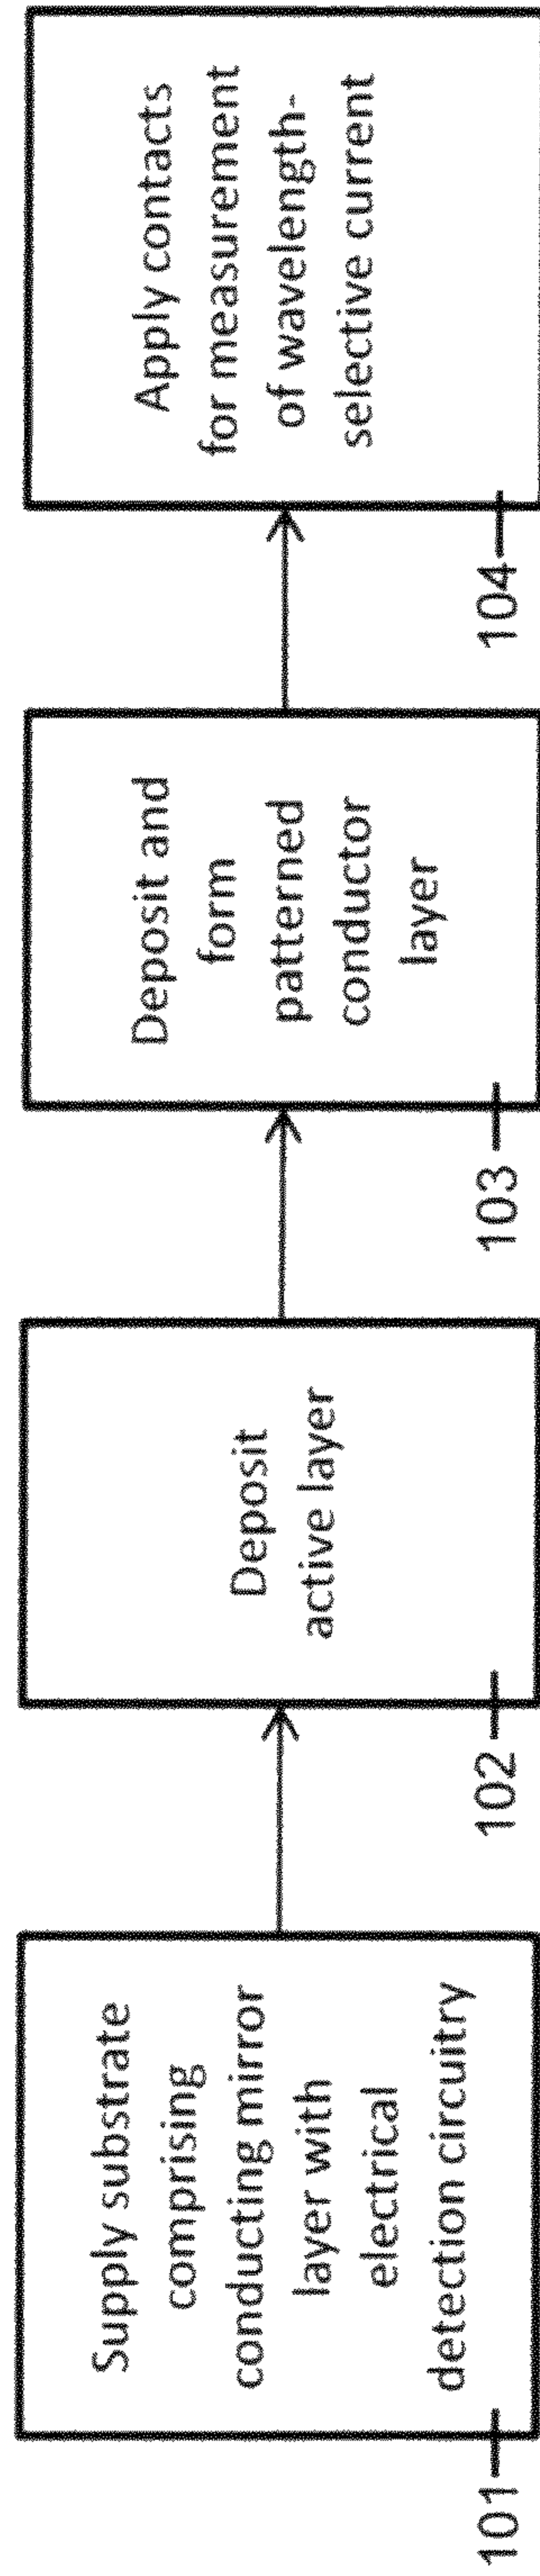 Supply substrate
comprising
conducting mirror
layer with
electrical
detection circuitry
101
Deposit
active layer
102
Deposit and
form
patterned
conductor
layer
103
Apply contacts
for measurement
of wavelength-
selective current
104